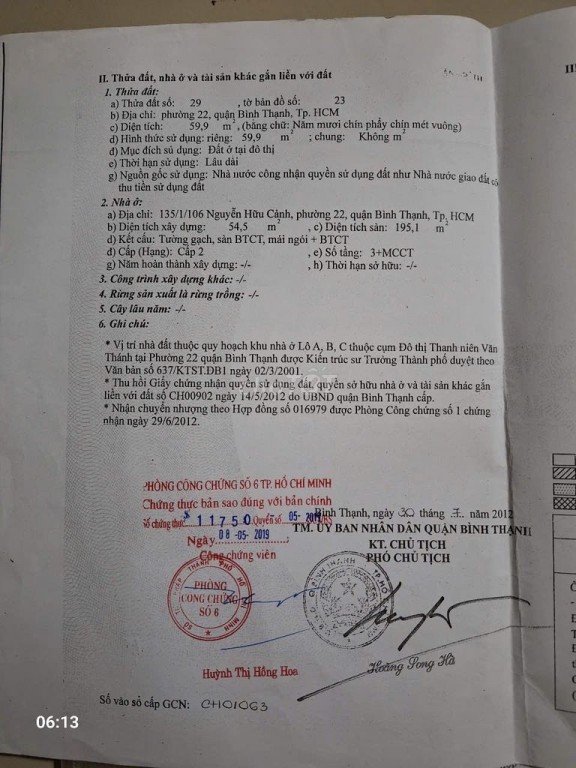 II. Thửa đất, nhà ở và tài sản khác gắn liền với đất
1. Thửa đất:
a) Thửa đất số: 29 , tờ bản đồ số: 23
b) Địa chỉ: phường 22, quận Bình Thạnh, Tp. HCM
c) Diện tích: 59,9 m², (bằng chữ: Năm mươi chín phẩy chín mét vuông)
d) Hình thức sử dụng: riêng: 59,9 m² ; chung: Không m²
đ) Mục đích sử dụng: Đất ở tại đô thị
e) Thời hạn sử dụng: Lâu dài
g) Nguồn gốc sử dụng: Nhà nước công nhận quyền sử dụng đất như Nhà nước giao đất có
thu tiền sử dụng đất
2. Nhà ở:
a) Địa chỉ: 135/1/106 Nguyễn Hữu Cảnh, phường 22, quận Bình Thạnh, Tp. HCM
b) Diện tích xây dựng: 54,5 m² , c) Diện tích sàn: 195,1 m²
d) Kết cấu: Tường gạch, sàn BTCT, mái ngói + BTCT
đ) Cấp (Hạng): Cấp 2 , e) Số tầng: 3+MCCT
g) Năm hoàn thành xây dựng: -/- , h) Thời hạn sở hữu: -/-
3. Công trình xây dựng khác: -/-
4. Rừng sản xuất là rừng trồng: -/-
5. Cây lâu năm: -/-
6. Ghi chú:
* Vị trí nhà đất thuộc quy hoạch khu nhà ở Lô A, B, C thuộc cụm Đô thị Thanh niên Văn
Thánh tại Phường 22 quận Bình Thạnh được Kiến trúc sư Trưởng Thành phố duyệt theo
Văn bản số 637/KTST.ĐB1 ngày 02/3/2001.
* Thu hồi Giấy chứng nhận quyền sử dụng đất, quyền sở hữu nhà ở và tài sản khác gắn
liền với đất số CH00902 ngày 14/5/2012 do UBND quận Bình Thạnh cấp.
* Nhận chuyển nhượng theo Hợp đồng số 016979 được Phòng Công chứng số 1 chứng
nhận ngày 29/6/2012.
PHÒNG CÔNG CHỨNG SỐ 6 TP. HỒ CHÍ MINH
Chứng thực bản sao đúng với bản chính
Số chứng thực 11750 Quyển số 05-2019
Ngày 08-05-2019
Công chứng viên
PHÒNG
CÔNG CHỨNG
SỐ 6
Huỳnh Thị Hồng Hoa
Bình Thạnh, ngày 30 tháng 7 năm 2012
TM. ỦY BAN NHÂN DÂN QUẬN BÌNH THẠNH
KT. CHỦ TỊCH
PHÓ CHỦ TỊCH
Hoàng Song Hà
Số vào sổ cấp GCN: CH01063
06:13